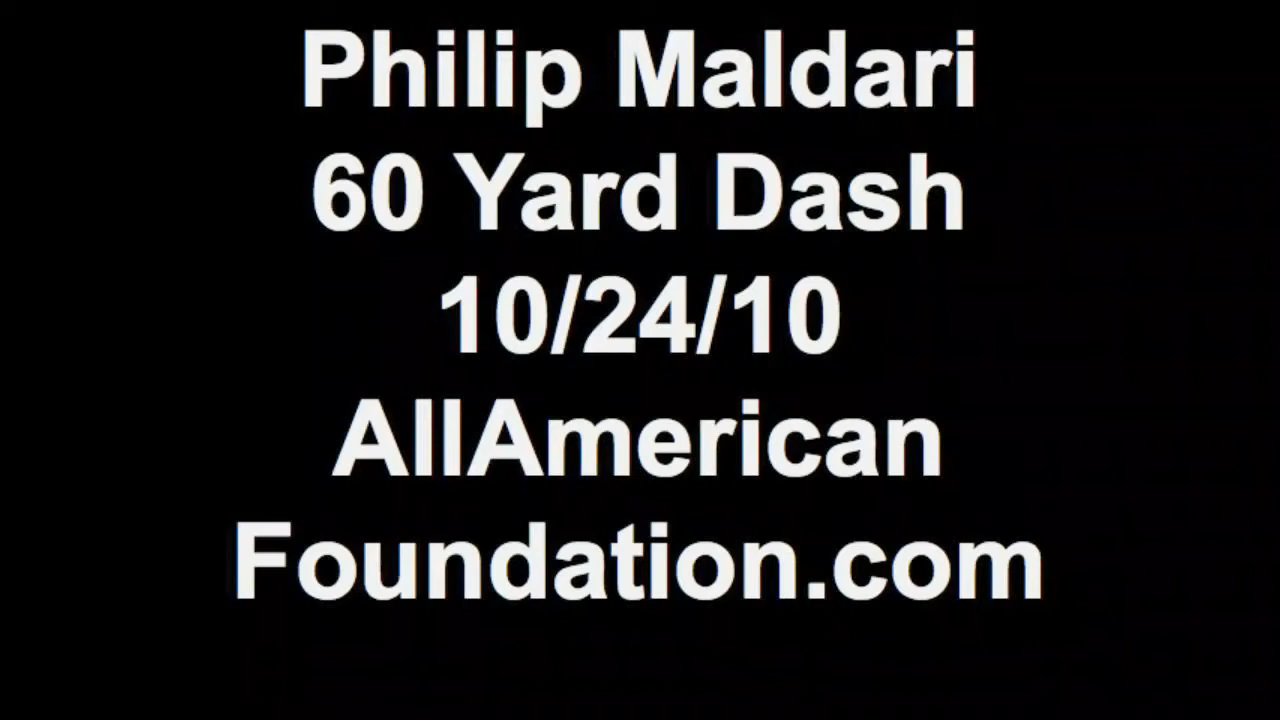 Philip Maldari
60 Yard Dash
10/24/10
AllAmerican
Foundation.com